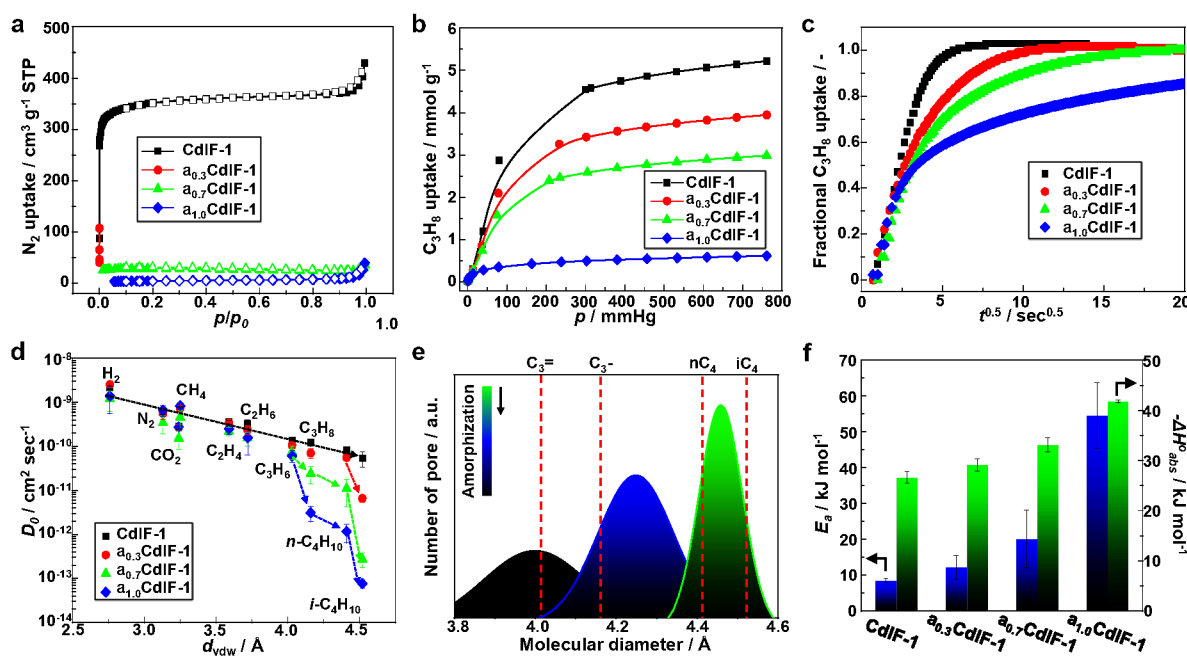 a
N₂ uptake / cm³ g⁻¹ STP
500
400
300
200
100
0
CdIF-1
a₀.₃CdIF-1
a₀.₇CdIF-1
a₁.₀CdIF-1
0.0 0.2 0.4 0.6 0.8 1.0
1.0
p/p₀
b
C₃H₈ uptake / mmol g⁻¹
6
5
4
3
2
1
0
CdIF-1
a₀.₃CdIF-1
a₀.₇CdIF-1
a₁.₀CdIF-1
0 100 200 300 400 500 600 700 800
p / mmHg
c
Fractional C₃H₈ uptake / -
1.0
0.8
0.6
0.4
0.2
0.0
CdIF-1
a₀.₃CdIF-1
a₀.₇CdIF-1
a₁.₀CdIF-1
0 5 10 15 20
t⁰·⁵ / sec⁰·⁵
d
D₀ / cm² sec⁻¹
10⁻⁸
10⁻⁹
10⁻¹⁰
10⁻¹¹
10⁻¹²
10⁻¹³
10⁻¹⁴
H₂
N₂
CO₂
CH₄
C₂H₄
C₂H₆
C₃H₆
C₃H₈
n-C₄H₁₀
i-C₄H₁₀
CdIF-1
a₀.₃CdIF-1
a₀.₇CdIF-1
a₁.₀CdIF-1
2.5 3.0 3.5 4.0 4.5
d_vdw / Å
e
C₃= C₃- nC₄ iC₄
Amorphization
Number of pore / a.u.
3.8 4.0 4.2 4.4 4.6
Molecular diameter / Å
f
Eₐ / kJ mol⁻¹
70
60
50
40
30
20
10
0
50
40
30
20
10
0
-ΔHᵒ_abs / kJ mol⁻¹
CdIF-1
a₀.₃CdIF-1
a₀.₇CdIF-1
a₁.₀CdIF-1